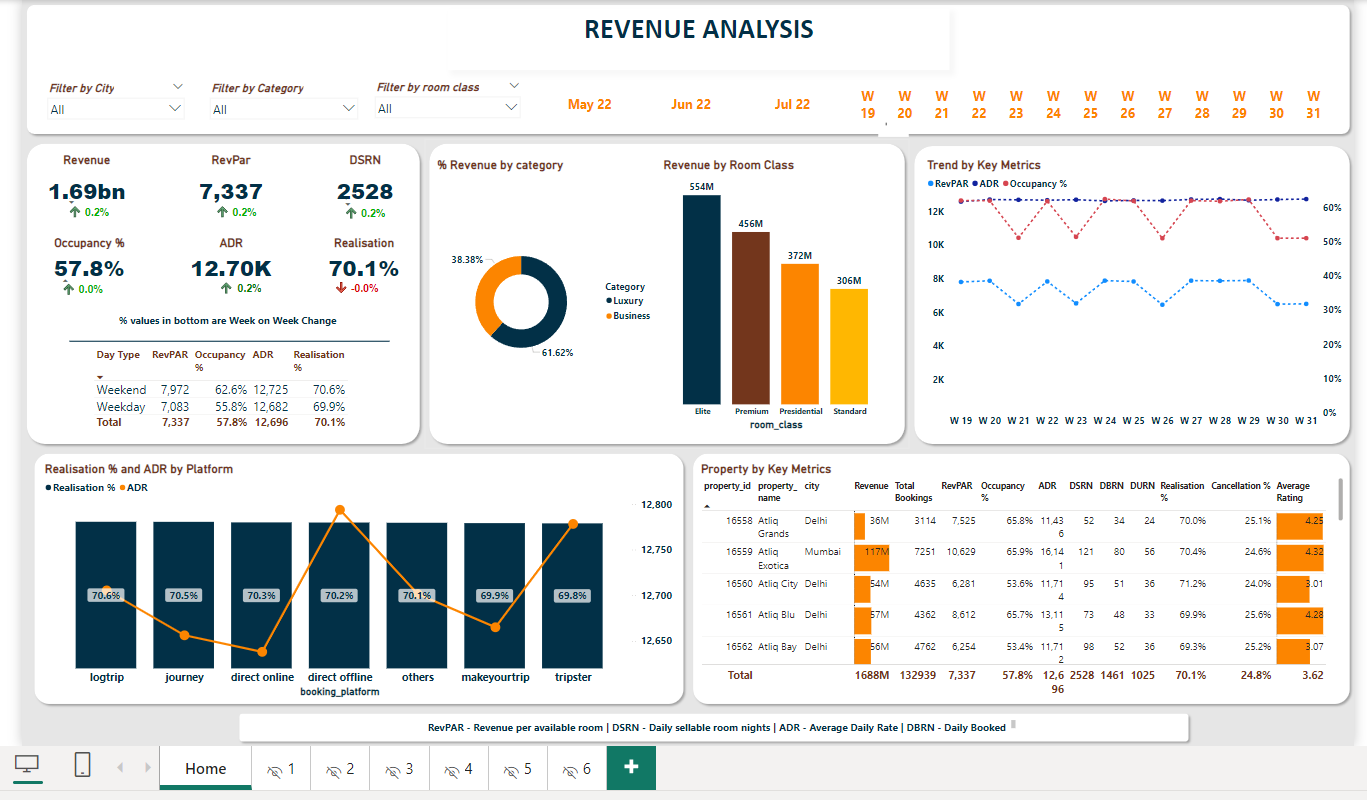 REVENUE ANALYSIS
Filter by City
All
Filter by Category
All
Filter by room class
All
May 22
Jun 22
Jul 22
W 19
W 20
W 21
W 22
W 23
W 24
W 25
W 26
W 27
W 28
W 29
W 30
W 31
Revenue
1.69bn
0.2%
RevPar
7,337
0.2%
DSRN
2528
0.2%
Occupancy %
57.8%
0.0%
ADR
12.70K
0.2%
Realisation
70.1%
-0.0%
% values in bottom are Week on Week Change
Day Type RevPAR Occupancy % ADR Realisation %
Weekend 7,972 62.6% 12,725 70.6%
Weekday 7,083 55.8% 12,682 69.9%
Total 7,337 57.8% 12,696 70.1%
% Revenue by category
38.38%
61.62%
Category
Luxury
Business
Revenue by Room Class
554M
456M
372M
306M
Elite Premium Presidential Standard
room_class
Trend by Key Metrics
RevPAR ADR Occupancy %
12K
10K
8K
6K
4K
2K
60%
50%
40%
30%
20%
10%
0%
W 19 W 20 W 21 W 22 W 23 W 24 W 25 W 26 W 27 W 28 W 29 W 30 W 31
Realisation % and ADR by Platform
Realisation % ADR
12,800
12,750
12,700
12,650
70.6% 70.5% 70.3% 70.2% 70.1% 69.9% 69.8%
logtrip journey direct online direct offline others makeyourtrip tripster
booking_platform
Property by Key Metrics
property_id property_name city Revenue Total Bookings RevPAR Occupancy % ADR DSRN DBRN DURN Realisation % Cancellation % Average Rating
16558 Atliq Grands Delhi 36M 3114 7,525 65.8% 11,436 52 34 24 70.0% 25.1% 4.25
16559 Atliq Exotica Mumbai 117M 7251 10,629 65.9% 16,141 121 80 56 70.4% 24.6% 4.32
16560 Atliq City Delhi 54M 4635 6,281 53.6% 11,714 95 51 36 71.2% 24.0% 3.01
16561 Atliq Blu Delhi 57M 4362 8,612 65.7% 13,115 73 48 33 69.9% 25.6% 4.28
16562 Atliq Bay Delhi 56M 4762 6,254 53.4% 11,712 98 52 36 69.3% 25.2% 3.07
Total 1688M 132939 7,337 57.8% 12,696 2528 1461 1025 70.1% 24.8% 3.62
RevPAR - Revenue per available room | DSRN - Daily sellable room nights | ADR - Average Daily Rate | DBRN - Daily Booked
Home 1 2 3 4 5 6 +